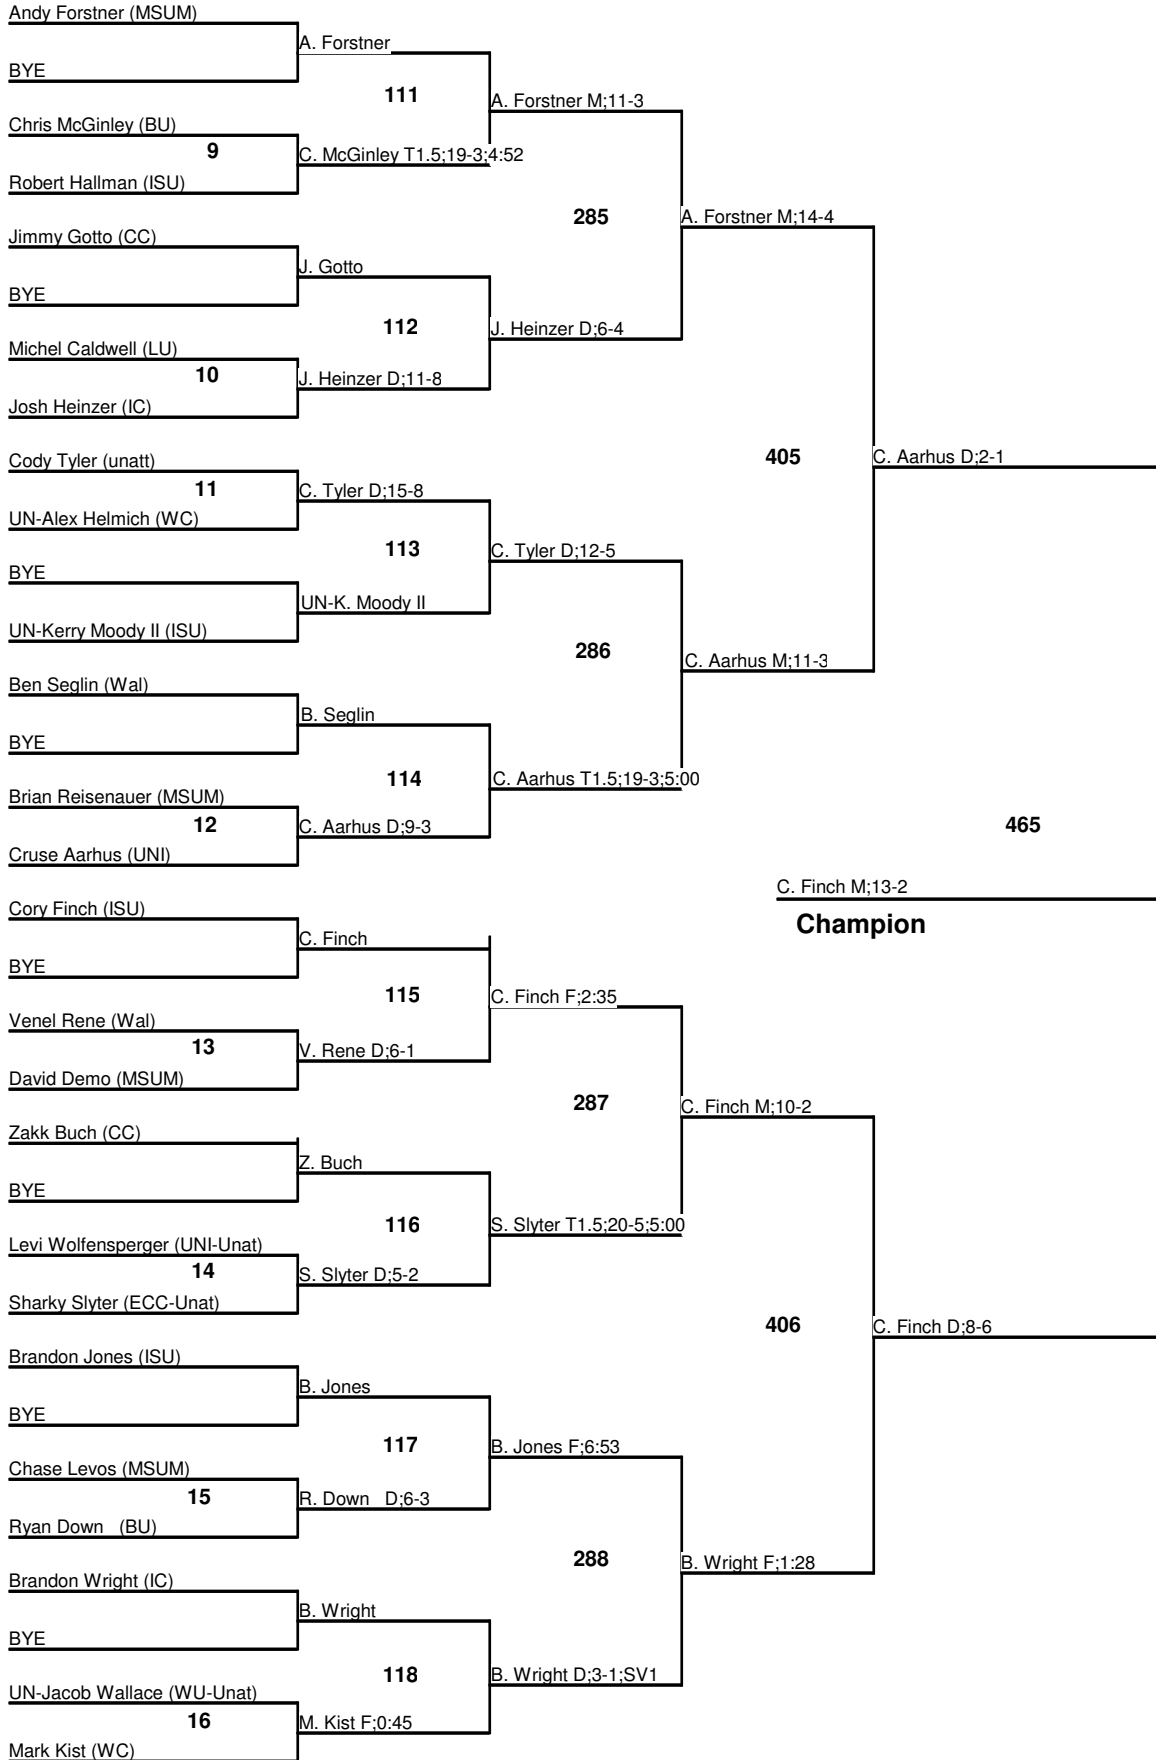 Andy Forstner (MSUM)
A. Forstner
BYE
111
A. Forstner M;11-3
Chris McGinley (BU)
9
C. McGinley T1.5;19-3;4:52
Robert Hallman (ISU)
285
A. Forstner M;14-4
Jimmy Gotto (CC)
J. Gotto
BYE
112
J. Heinzer D;6-4
Michel Caldwell (LU)
10
J. Heinzer D;11-8
Josh Heinzer (IC)
405
C. Aarhus D;2-1
Cody Tyler (unatt)
11
C. Tyler D;15-8
UN-Alex Helmich (WC)
113
C. Tyler D;12-5
BYE
UN-K. Moody II
UN-Kerry Moody II (ISU)
286
C. Aarhus M;11-3
Ben Seglin (Wal)
B. Seglin
BYE
114
C. Aarhus T1.5;19-3;5:00
Brian Reisenauer (MSUM)
12
C. Aarhus D;9-3
465
Cruse Aarhus (UNI)
C. Finch M;13-2
Champion
Cory Finch (ISU)
C. Finch
BYE
115
C. Finch F;2:35
Venel Rene (Wal)
13
V. Rene D;6-1
David Demo (MSUM)
287
C. Finch M;10-2
Zakk Buch (CC)
Z. Buch
BYE
116
S. Slyter T1.5;20-5;5:00
Levi Wolfensperger (UNI-Unat)
14
S. Slyter D;5-2
Sharky Slyter (ECC-Unat)
406
C. Finch D;8-6
Brandon Jones (ISU)
B. Jones
BYE
117
B. Jones F;6:53
Chase Levos (MSUM)
15
R. Down D;6-3
Ryan Down (BU)
288
B. Wright F;1:28
Brandon Wright (IC)
B. Wright
BYE
118
B. Wright D;3-1;SV1
UN-Jacob Wallace (WU-Unat)
16
M. Kist F;0:45
Mark Kist (WC)